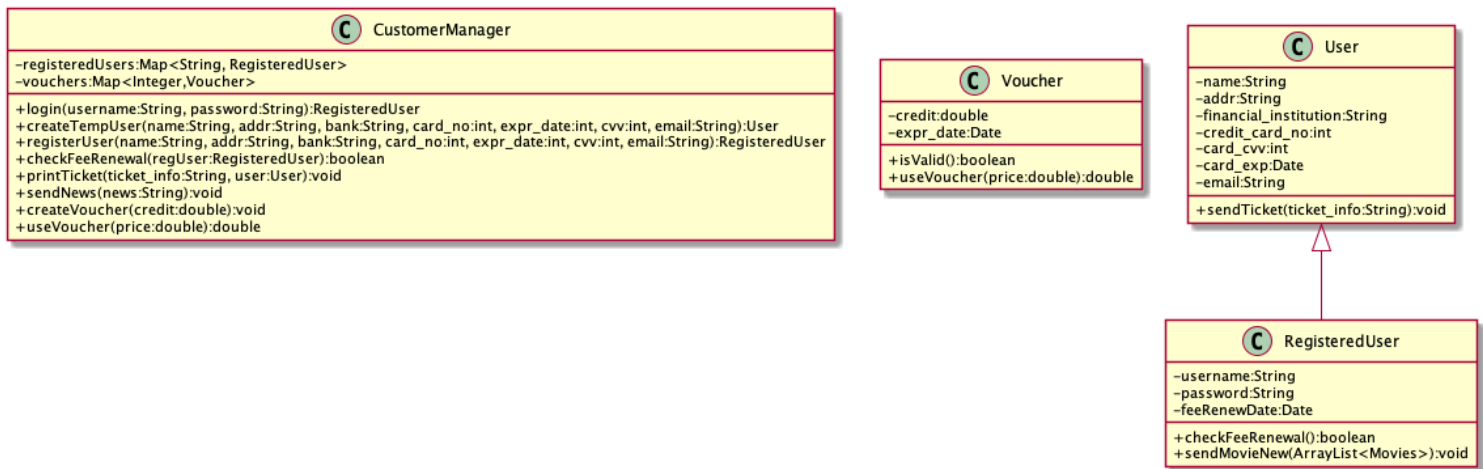 C CustomerManager
-registeredUsers:Map<String, RegisteredUser>
-vouchers:Map<Integer,Voucher>
+login(username:String, password:String):RegisteredUser
+createTempUser(name:String, addr:String, bank:String, card_no:int, expr_date:int, cvv:int, email:String):User
+registerUser(name:String, addr:String, bank:String, card_no:int, expr_date:int, cvv:int, email:String):RegisteredUser
+checkFeeRenewal(regUser:RegisteredUser):boolean
+printTicket(ticket_info:String, user:User):void
+sendNews(news:String):void
+createVoucher(credit:double):void
+useVoucher(price:double):double
C Voucher
-credit:double
-expr_date:Date
+isValid():boolean
+useVoucher(price:double):double
C User
-name:String
-addr:String
-financial_institution:String
-credit_card_no:int
-card_cvv:int
-card_exp:Date
-email:String
+sendTicket(ticket_info:String):void
C RegisteredUser
-username:String
-password:String
-feeRenewDate:Date
+checkFeeRenewal():boolean
+sendMovieNew(ArrayList<Movies>):void